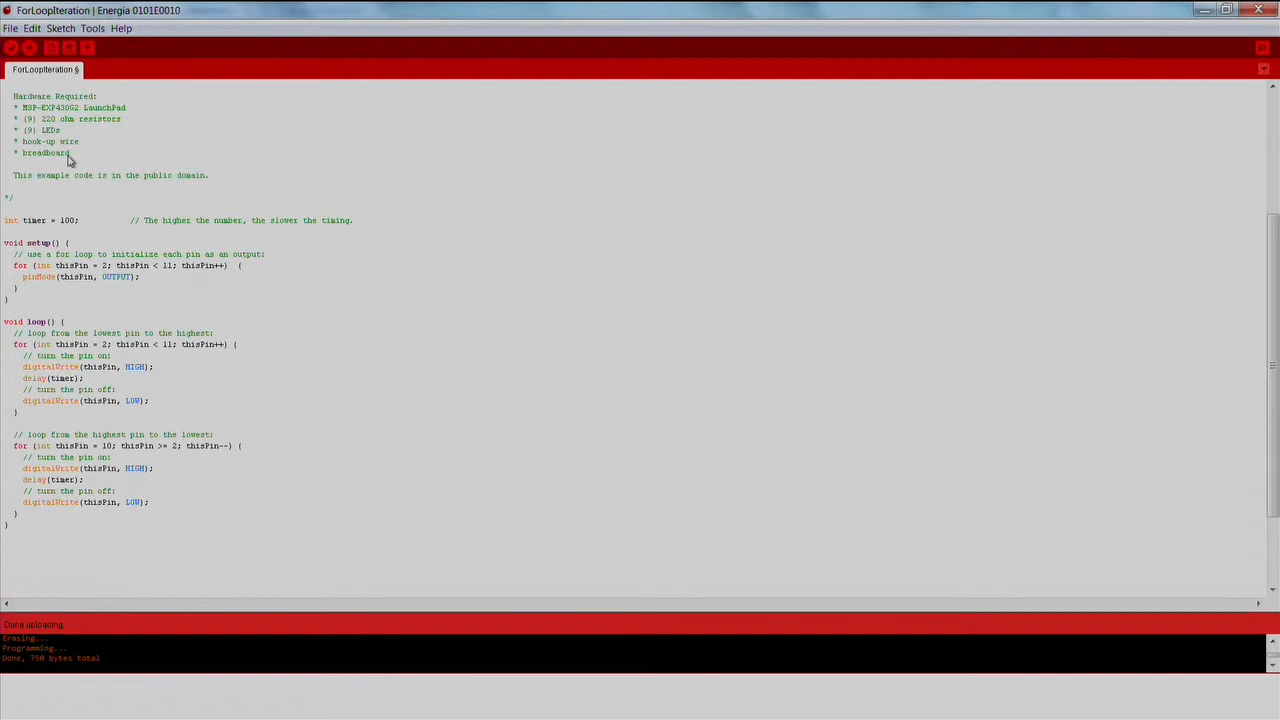 ForLoopIteration | Energia 0101E0010
File Edit Sketch Tools Help
ForLoopIteration §
Hardware Required:
* MSP-EXP430G2 LaunchPad
* (9) 220 ohm resistors
* (9) LEDs
* hook-up wire
* breadboard
This example code is in the public domain.
*/
int timer = 100; // The higher the number, the slower the timing.
void setup() {
// use a for loop to initialize each pin as an output:
for (int thisPin = 2; thisPin < 11; thisPin++) {
pinMode(thisPin, OUTPUT);
}
}
void loop() {
// loop from the lowest pin to the highest:
for (int thisPin = 2; thisPin < 11; thisPin++) {
// turn the pin on:
digitalWrite(thisPin, HIGH);
delay(timer);
// turn the pin off:
digitalWrite(thisPin, LOW);
}
// loop from the highest pin to the lowest:
for (int thisPin = 10; thisPin >= 2; thisPin--) {
// turn the pin on:
digitalWrite(thisPin, HIGH);
delay(timer);
// turn the pin off:
digitalWrite(thisPin, LOW);
}
}
Done uploading.
Erasing...
Programming...
Done, 750 bytes total